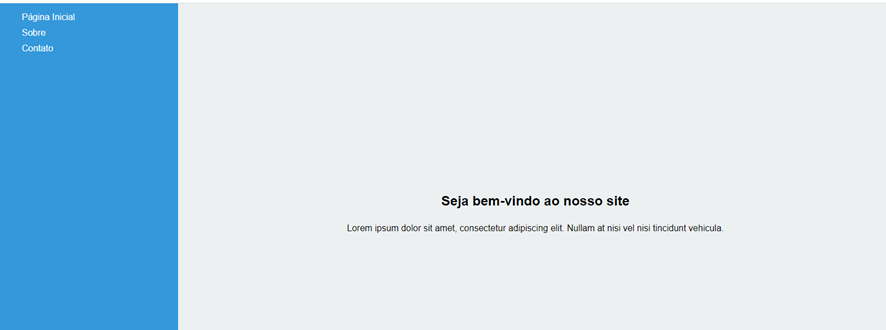 Página Inicial
Sobre
Contato
Seja bem-vindo ao nosso site
Lorem ipsum dolor sit amet, consectetur adipiscing elit. Nullam at nisi vel nisi tincidunt vehicula.